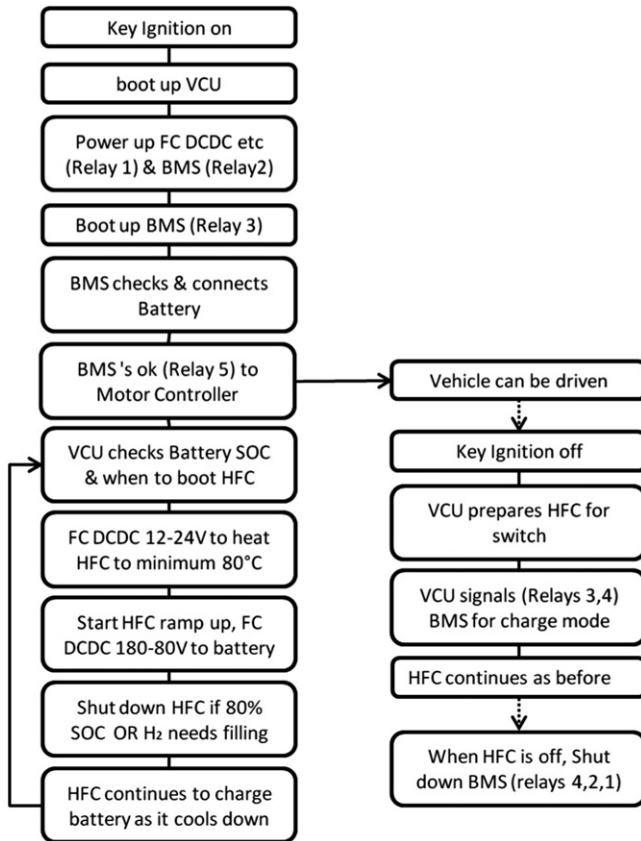 Key Ignition on
boot up VCU
Power up FC DCDC etc
(Relay 1) & BMS (Relay2)
Boot up BMS (Relay 3)
BMS checks & connects
Battery
BMS 's ok (Relay 5) to
Motor Controller
VCU checks Battery SOC
& when to boot HFC
FC DCDC 12-24V to heat
HFC to minimum 80°C
Start HFC ramp up, FC
DCDC 180-80V to battery
Shut down HFC if 80%
SOC OR H₂ needs filling
HFC continues to charge
battery as it cools down
Vehicle can be driven
Key Ignition off
VCU prepares HFC for
switch
VCU signals (Relays 3,4)
BMS for charge mode
HFC continues as before
When HFC is off, Shut
down BMS (relays 4,2,1)